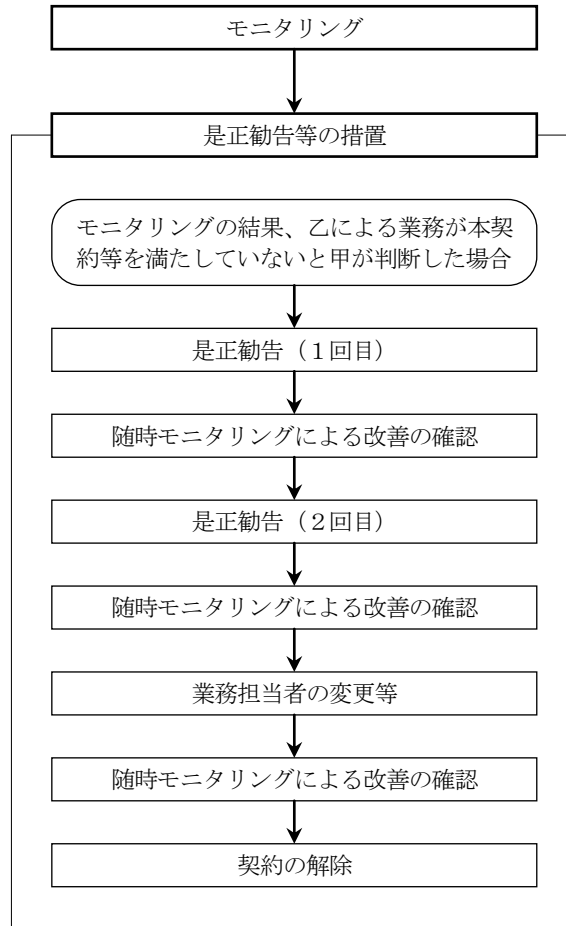 モニタリング
是正勧告等の措置
モニタリングの結果、乙による業務が本契
約等を満たしていないと甲が判断した場合
是正勧告（１回目）
随時モニタリングによる改善の確認
是正勧告（２回目）
随時モニタリングによる改善の確認
業務担当者の変更等
随時モニタリングによる改善の確認
契約の解除